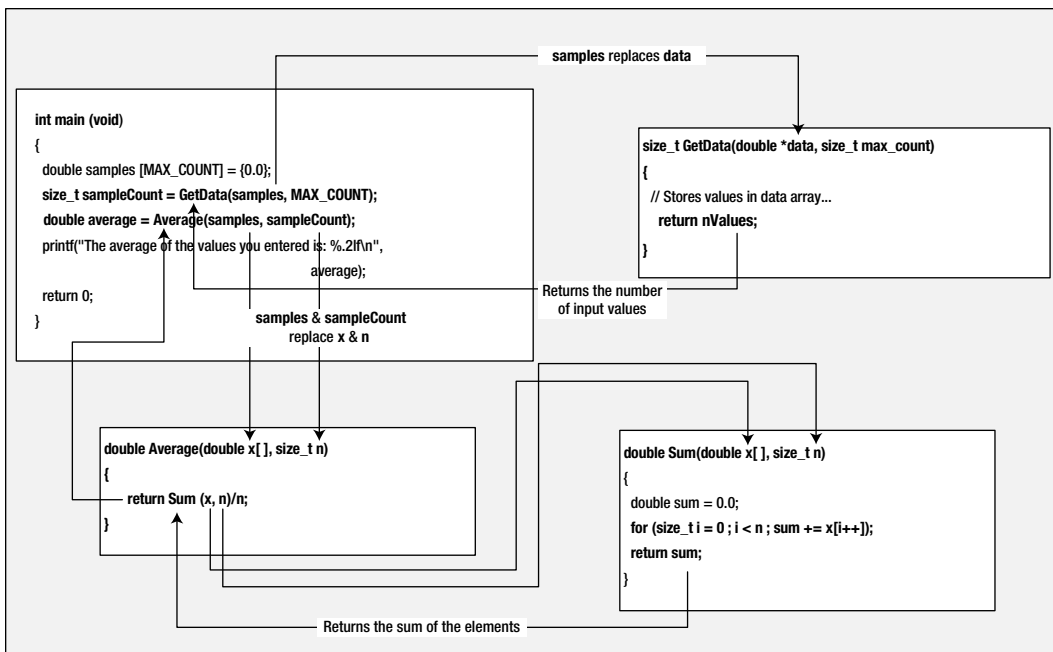 samples replaces data
int main (void)
{
double samples [MAX_COUNT] = {0.0};
size_t sampleCount = GetData(samples, MAX_COUNT);
double average = Average(samples, sampleCount);
printf("The average of the values you entered is: %.2lf\n",
average);
return 0;
}
size_t GetData(double *data, size_t max_count)
{
// Stores values in data array...
return nValues;
}
Returns the number
of input values
samples & sampleCount
replace x & n
double Average(double x[ ], size_t n)
{
return Sum (x, n)/n;
}
double Sum(double x[ ], size_t n)
{
double sum = 0.0;
for (size_t i = 0 ; i < n ; sum += x[i++]);
return sum;
}
Returns the sum of the elements